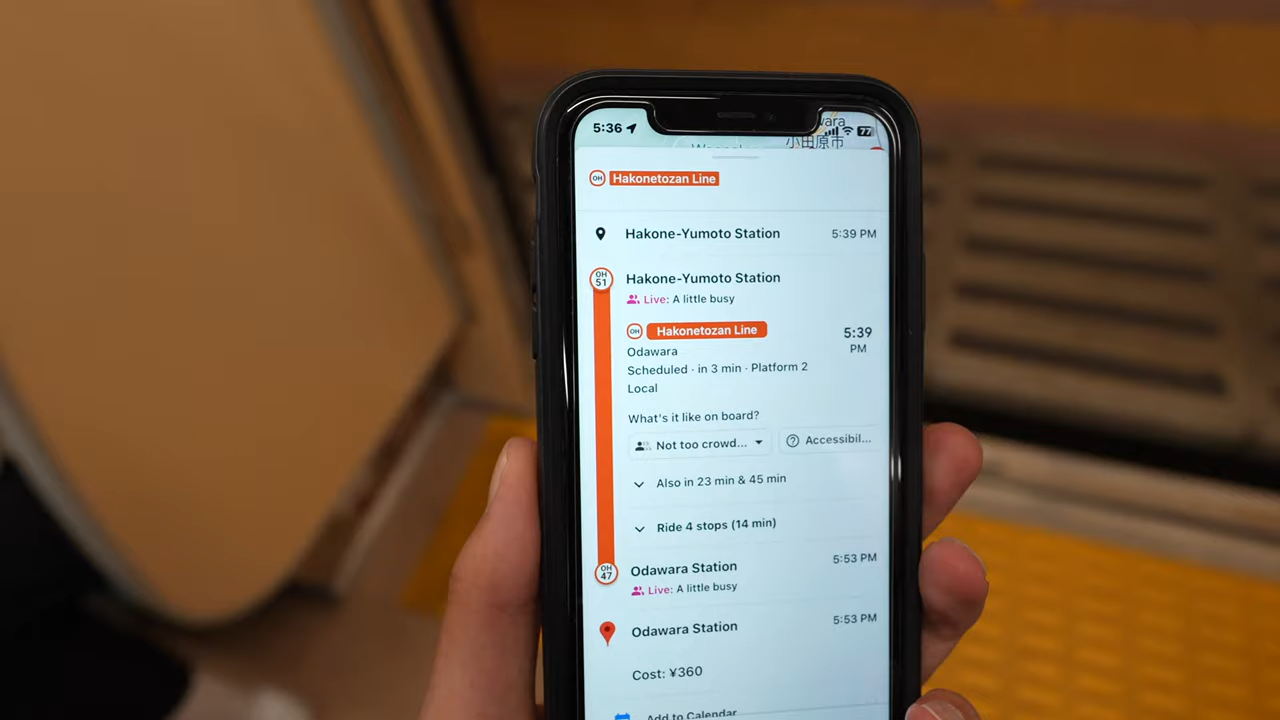 5:36
wara
77
小田原市
OH Hakonetozan Line
Hakone-Yumoto Station 5:39 PM
OH 51
Hakone-Yumoto Station
Live: A little busy
OH Hakonetozan Line 5:39 PM
Odawara
Scheduled · in 3 min · Platform 2
Local
What's it like on board?
Not too crowd... Accessibil...
Also in 23 min & 45 min
Ride 4 stops (14 min)
OH 47
Odawara Station 5:53 PM
Live: A little busy
Odawara Station 5:53 PM
Cost: ¥360
Add to Calendar